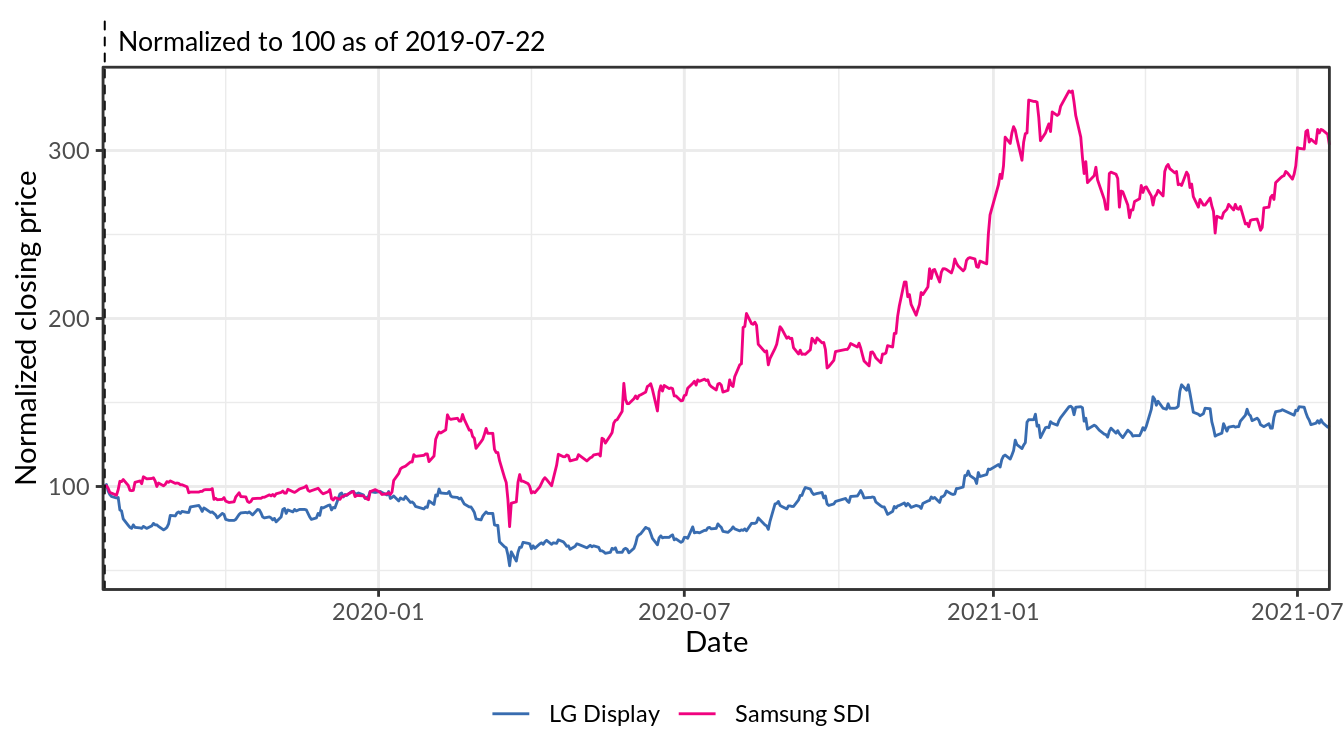 Normalized to 100 as of 2019-07-22
Normalized closing price
300
200
100
2020-01
2020-07
2021-01
2021-07
Date
LG Display
Samsung SDI